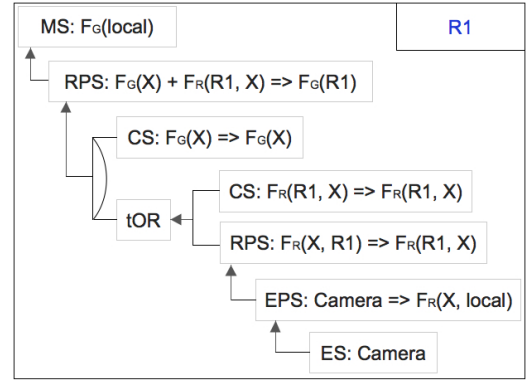 MS: FG(local)
R1
RPS: FG(X) + FR(R1, X) => FG(R1)
CS: FG(X) => FG(X)
CS: FR(R1, X) => FR(R1, X)
tOR
RPS: FR(X, R1) => FR(R1, X)
EPS: Camera => FR(X, local)
ES: Camera